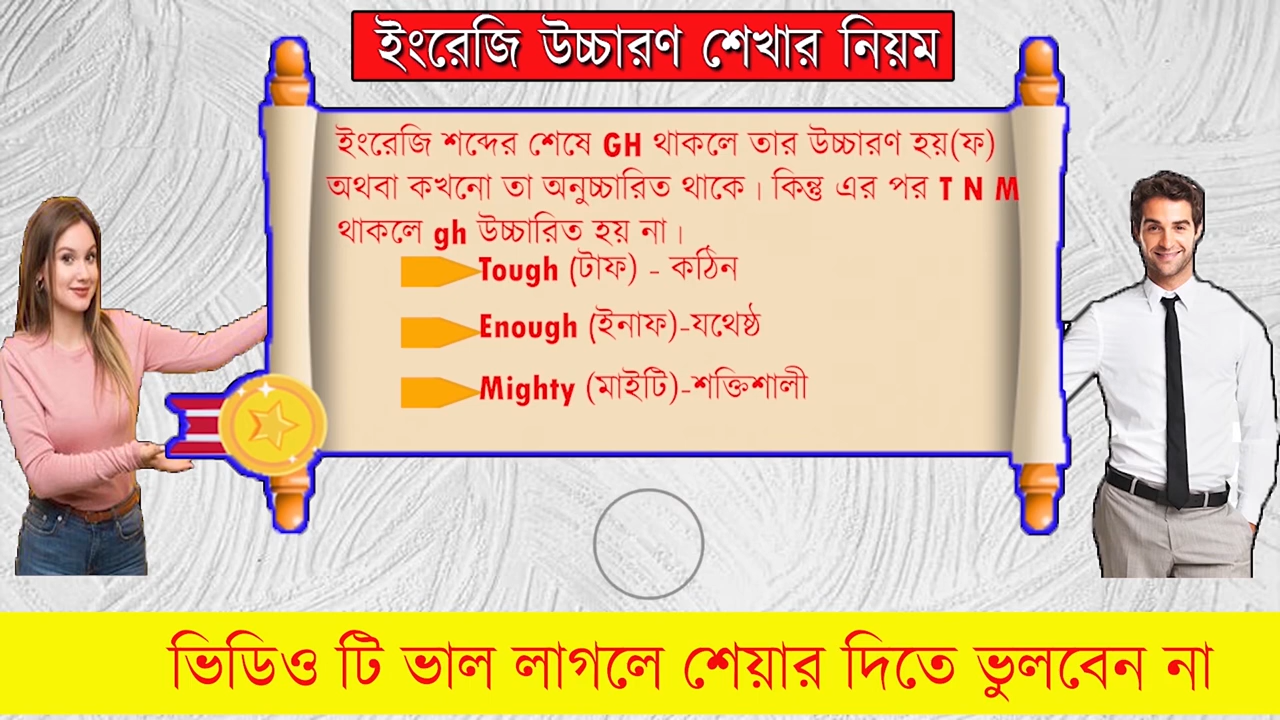 ইংরেজি উচ্চারণ শেখার নিয়ম
ইংরেজি শব্দের শেষে GH থাকলে তার উচ্চারণ হয়(ফ)
অথবা কখনো তা অনুচ্চারিত থাকে। কিন্তু এর পর T N M
থাকলে gh উচ্চারিত হয় না।
Tough (টাফ) - কঠিন
Enough (ইনাফ)-যথেষ্ঠ
Mighty (মাইটি)-শক্তিশালী
ভিডিও টি ভাল লাগলে শেয়ার দিতে ভুলবেন না